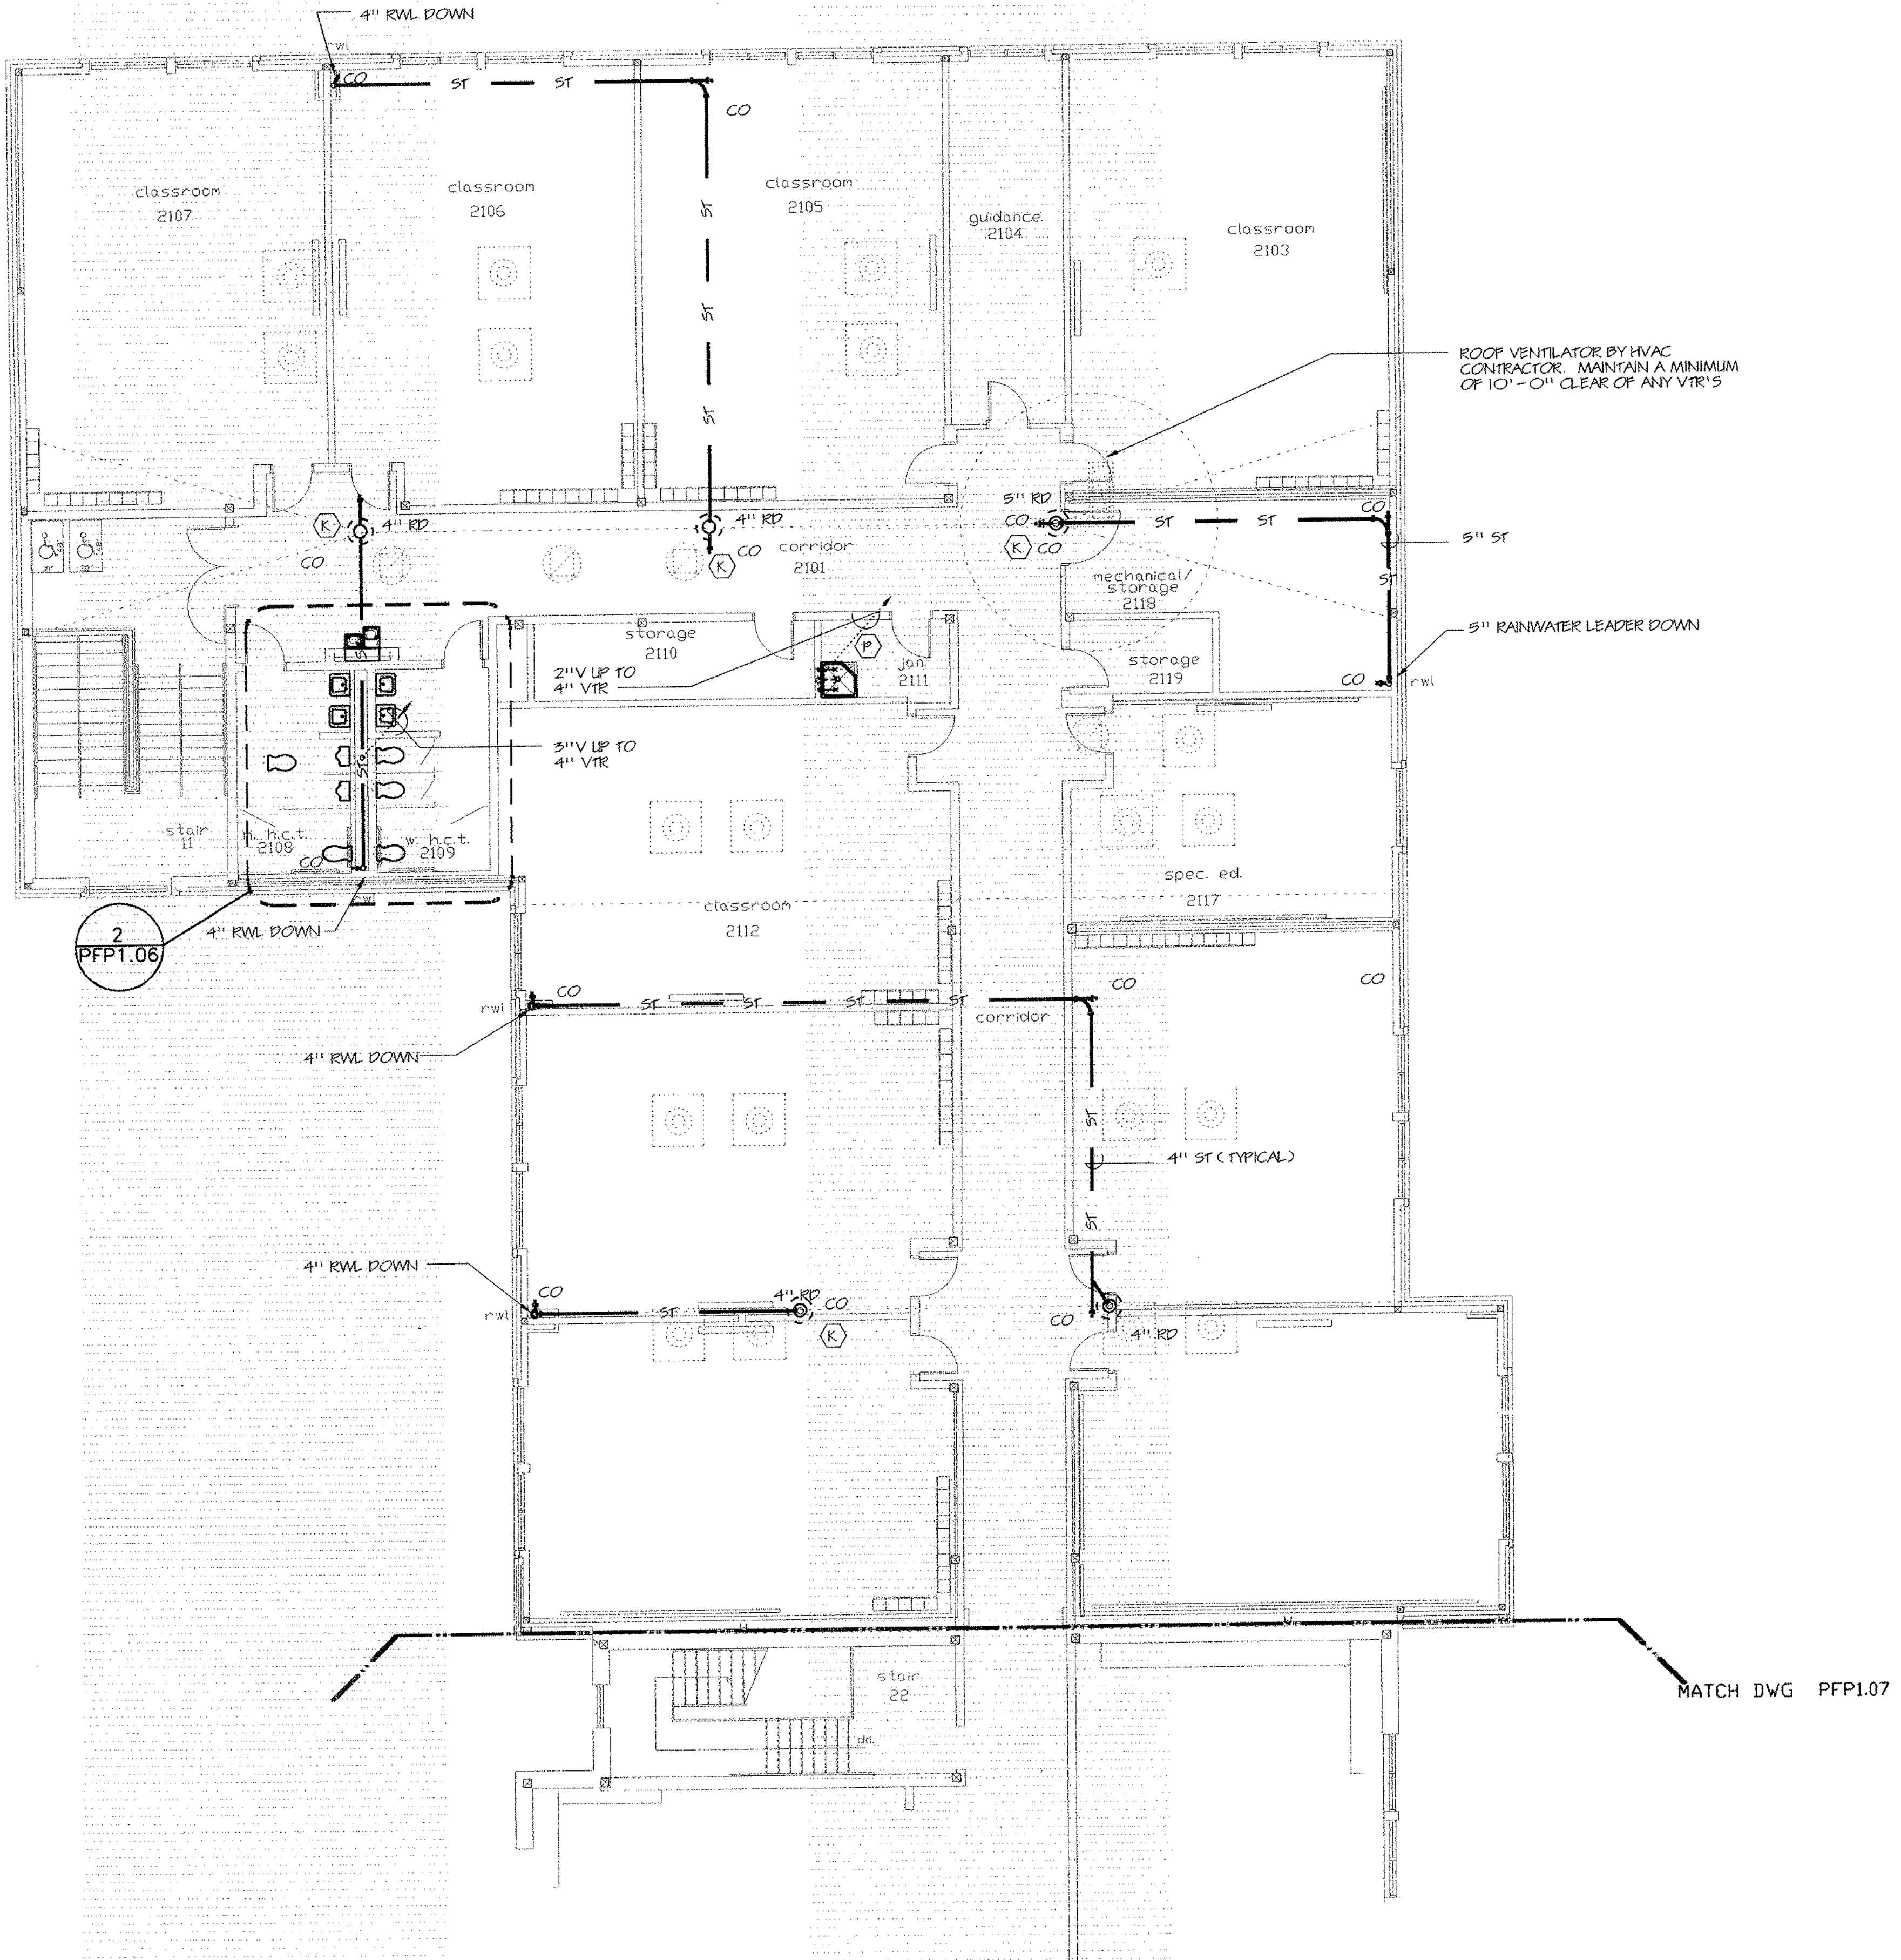 4" RWL DOWN
rwl
CO
ST
ST
CO
classroom
2107
classroom
2106
classroom
2105
guidance
2104
classroom
2103
ST
ST
ST
ROOF VENTILATOR BY HVAC
CONTRACTOR. MAINTAIN A MINIMUM
OF 10'-0" CLEAR OF ANY VTR'S
K
4" RD
CO
4" RD
CO
K
corridor
2101
5" RD
CO
K
CO
ST
ST
CO
5" ST
ST
mechanical/
storage
2118
5" RAINWATER LEADER DOWN
CO
rwl
storage
2110
2"V UP TO
4" VTR
P
jan.
2111
storage
2119
ST
3"V UP TO
4" VTR
stair
11
h.c.t.
2108
CO
w. h.c.t.
2109
spec. ed.
2117
classroom
2112
4" RWL DOWN
2
PFP1.06
rwl
CO
ST
ST
ST
ST
CO
CO
corridor
4" RWL DOWN
ST
4" ST (TYPICAL)
ST
4" RWL DOWN
CO
rwl
ST
4" RD
CO
K
CO
4" RD
stair
22
dn.
MATCH DWG PFP1.07